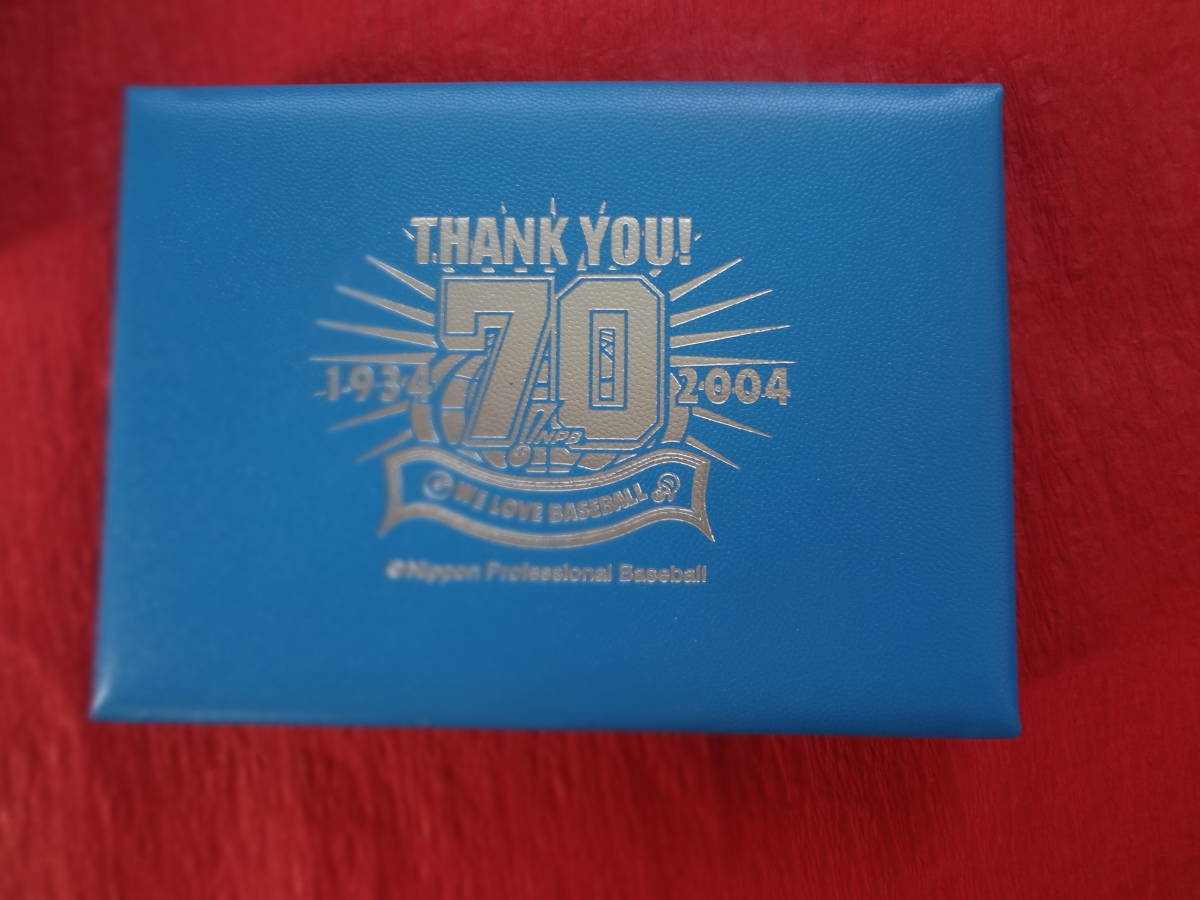 THANK YOU!
70
1934 2004
NPB
WE LOVE BASEBALL
©Nippon Professional Baseball